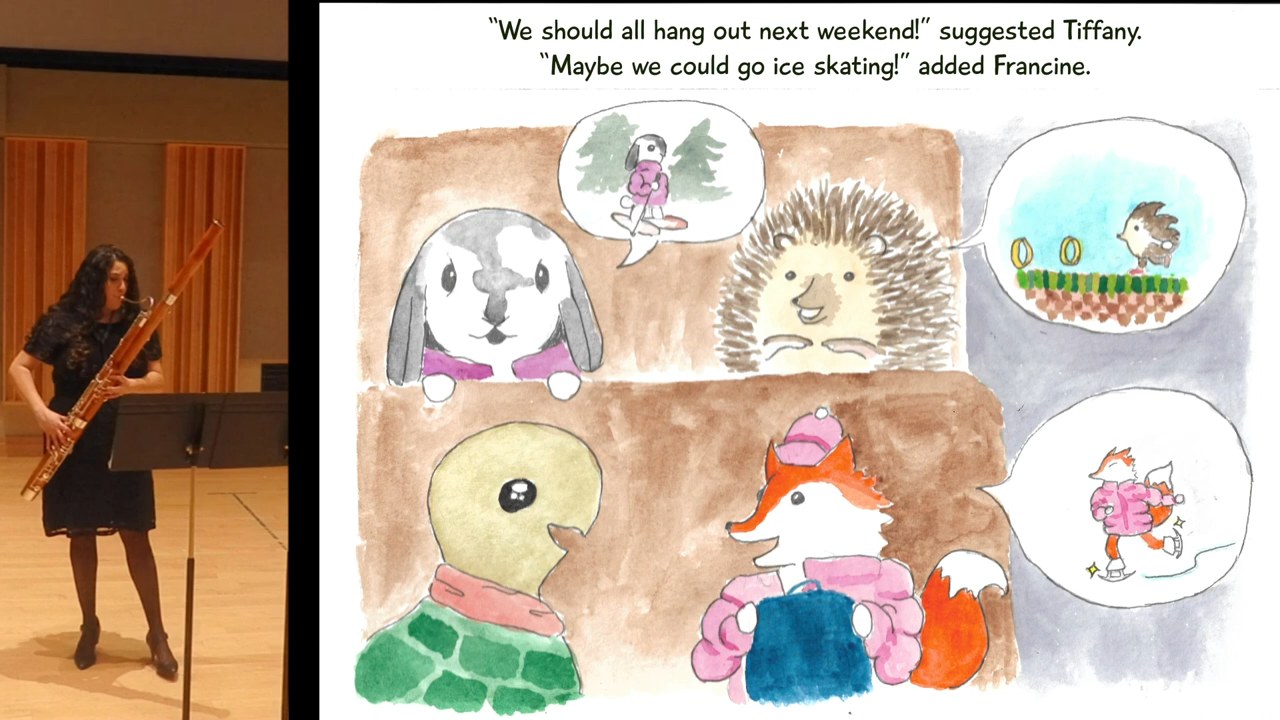 “We should all hang out next weekend!” suggested Tiffany.
“Maybe we could go ice skating!” added Francine.